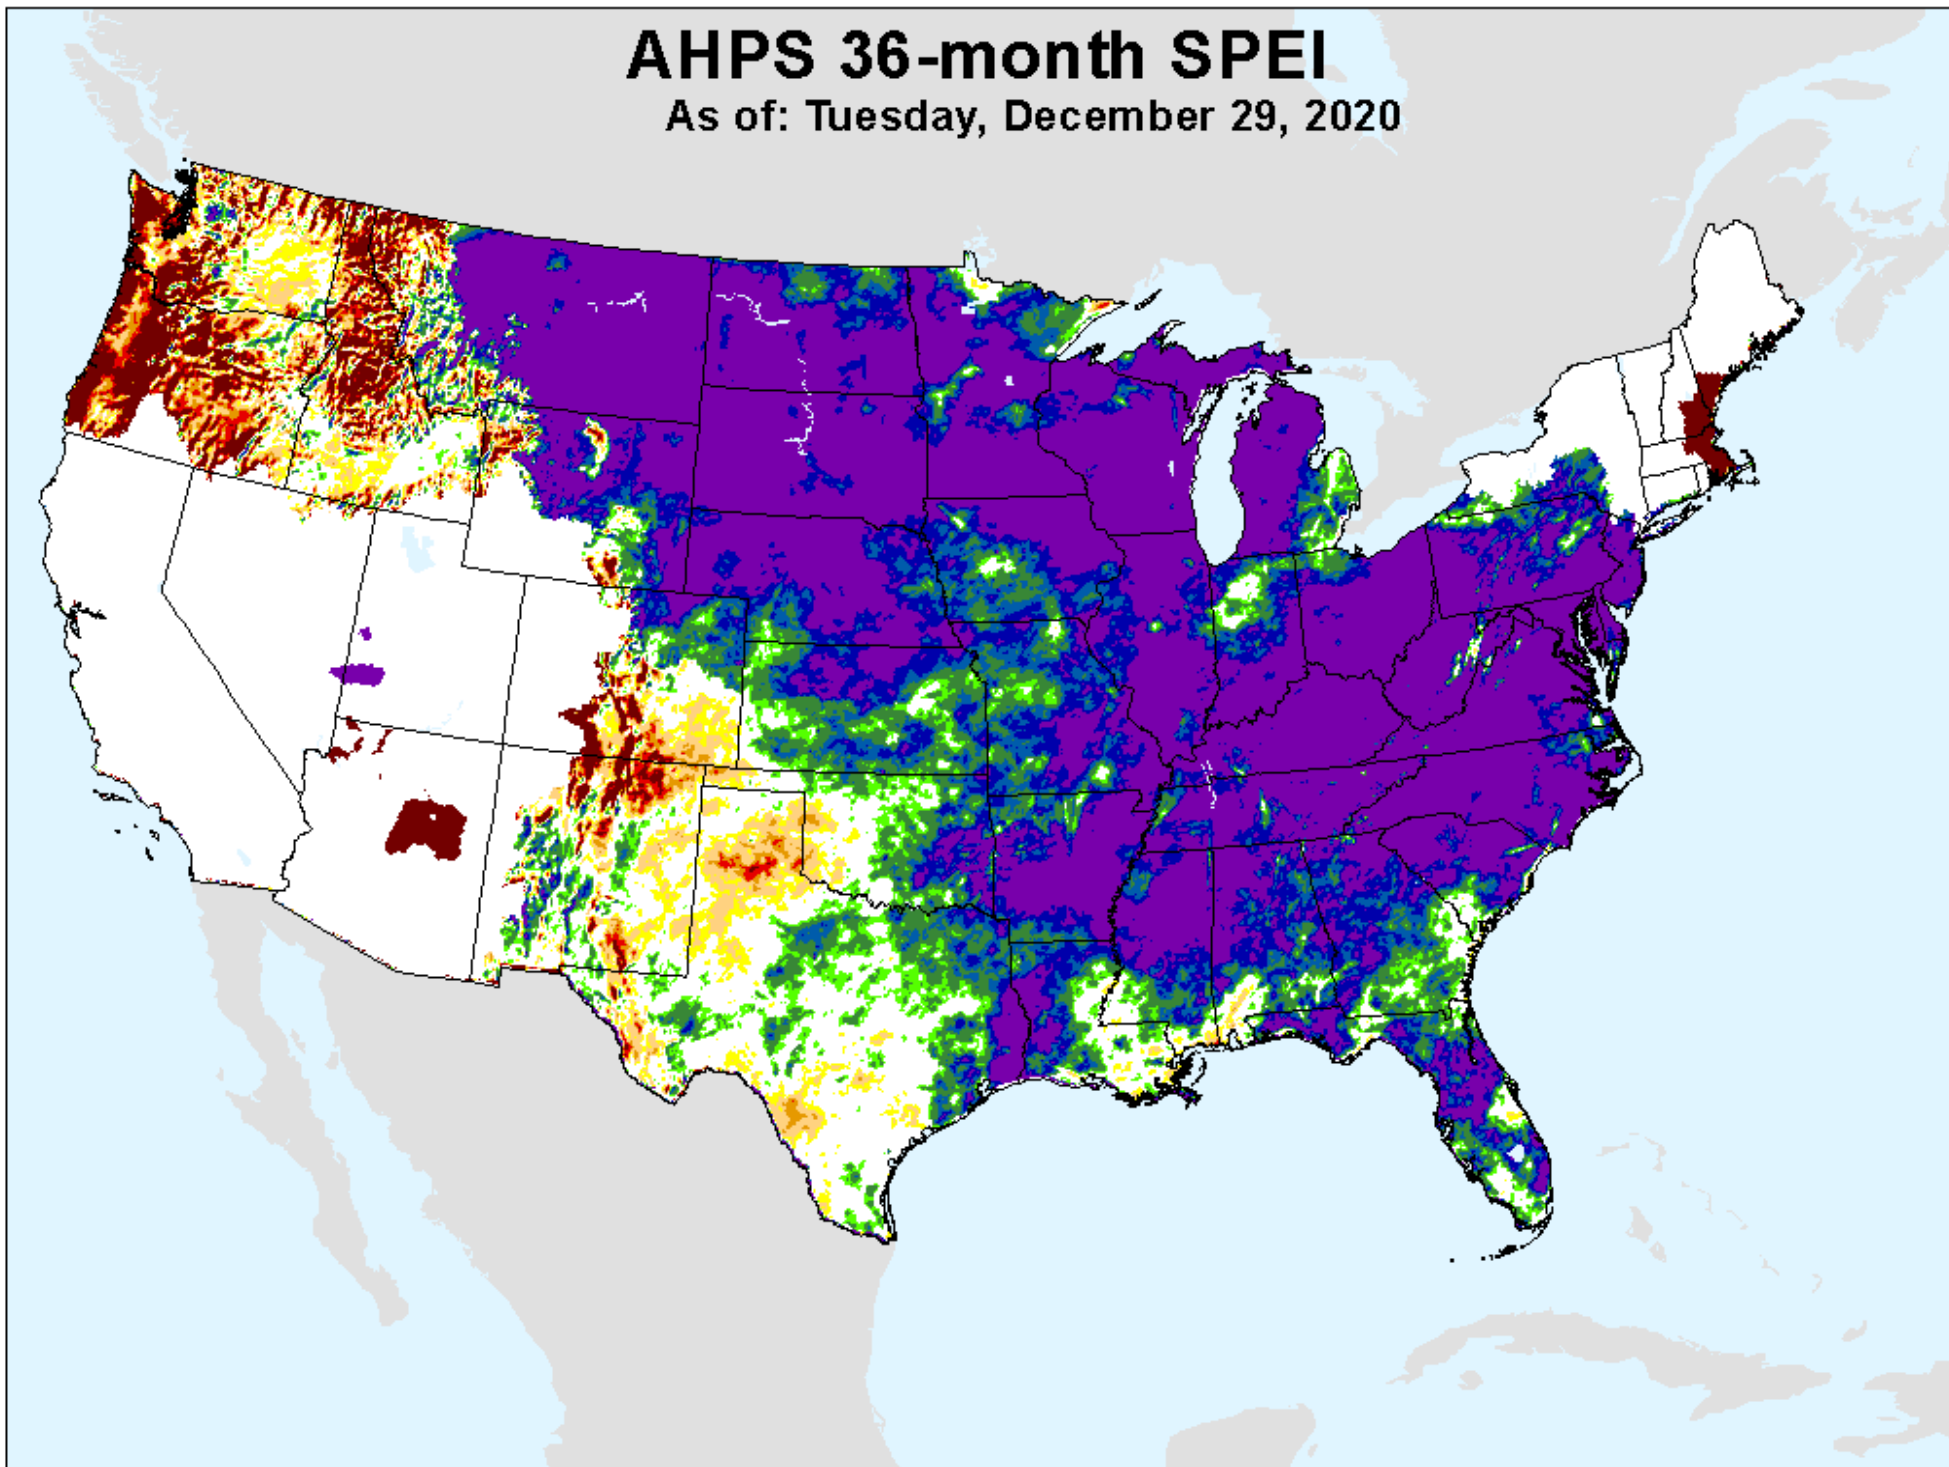 AHPS 36-month SPEI
As of: Tuesday, December 29, 2020